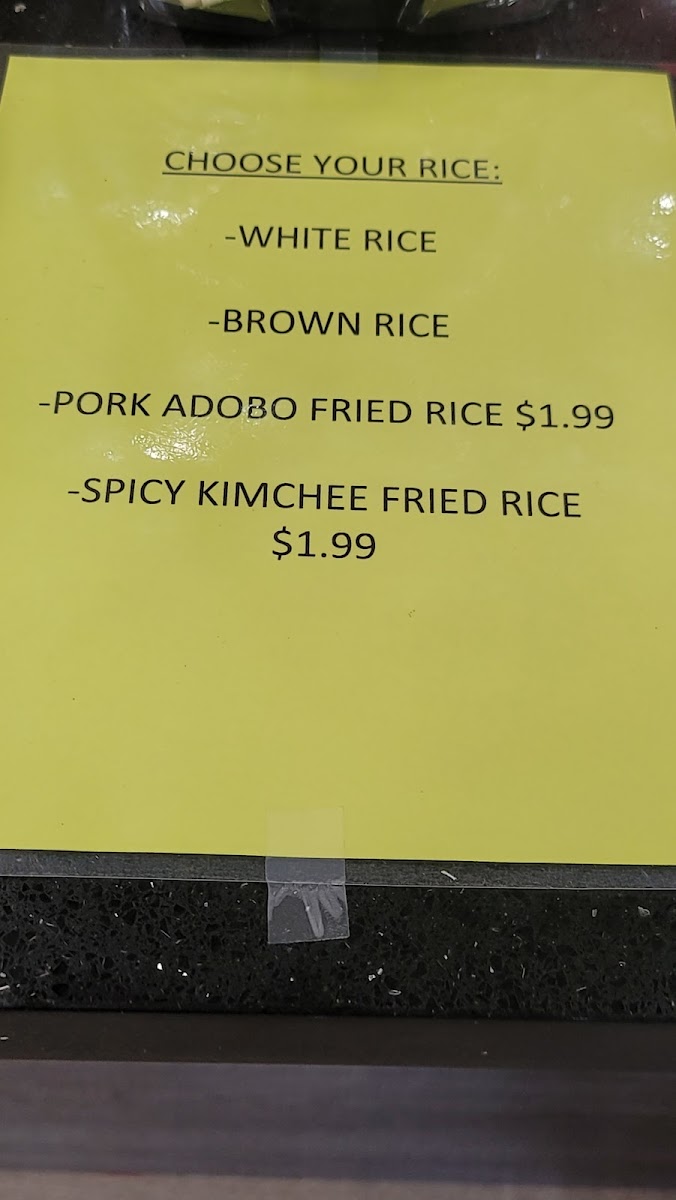 CHOOSE YOUR RICE:
-WHITE RICE
-BROWN RICE
-PORK ADOBO FRIED RICE $1.99
-SPICY KIMCHEE FRIED RICE
$1.99